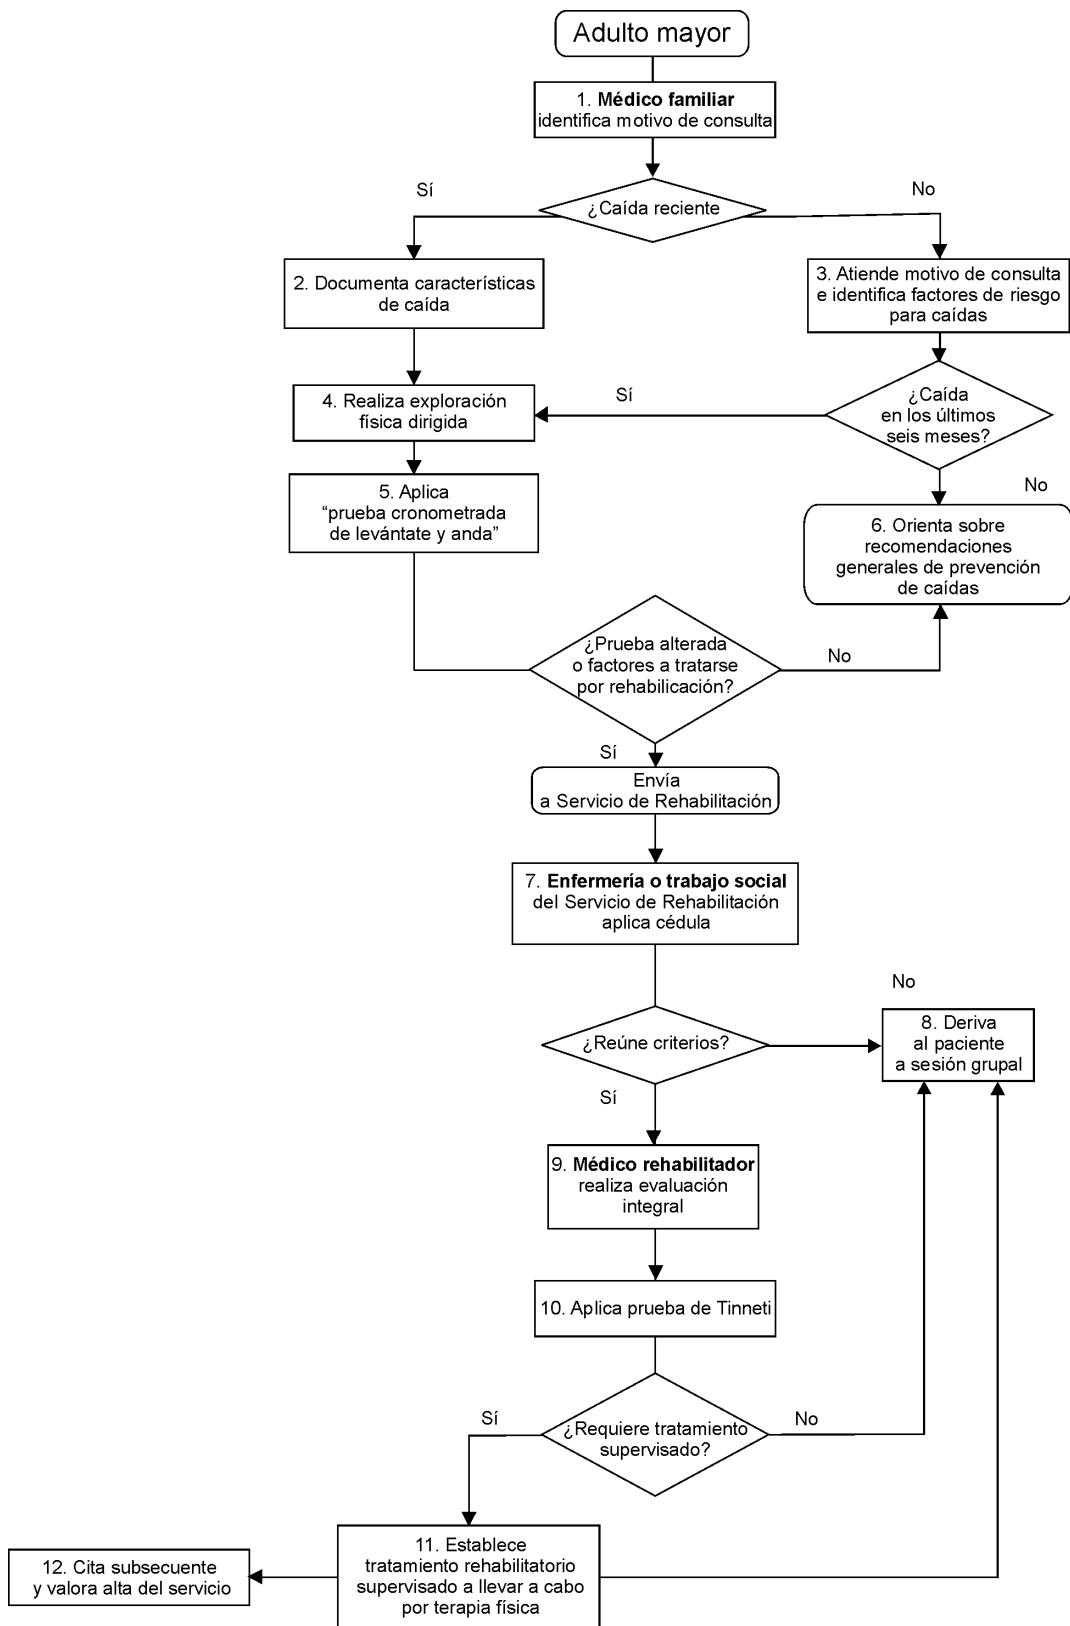 Adulto mayor
1. Médico familiar
identifica motivo de consulta
Sí
No
¿Caída reciente
2. Documenta características
de caída
3. Atiende motivo de consulta
e identifica factores de riesgo
para caídas
4. Realiza exploración
física dirigida
Sí
¿Caída
en los últimos
seis meses?
No
5. Aplica
“prueba cronometrada
de levántate y anda”
6. Orienta sobre
recomendaciones
generales de prevención
de caídas
¿Prueba alterada
o factores a tratarse
por rehabilicación?
No
Sí
Envía
a Servicio de Rehabilitación
7. Enfermería o trabajo social
del Servicio de Rehabilitación
aplica cédula
No
¿Reúne criterios?
8. Deriva
al paciente
a sesión grupal
Sí
9. Médico rehabilitador
realiza evaluación
integral
10. Aplica prueba de Tinneti
Sí
¿Requiere tratamiento
supervisado?
No
11. Establece
tratamiento rehabilitatorio
supervisado a llevar a cabo
por terapia física
12. Cita subsecuente
y valora alta del servicio